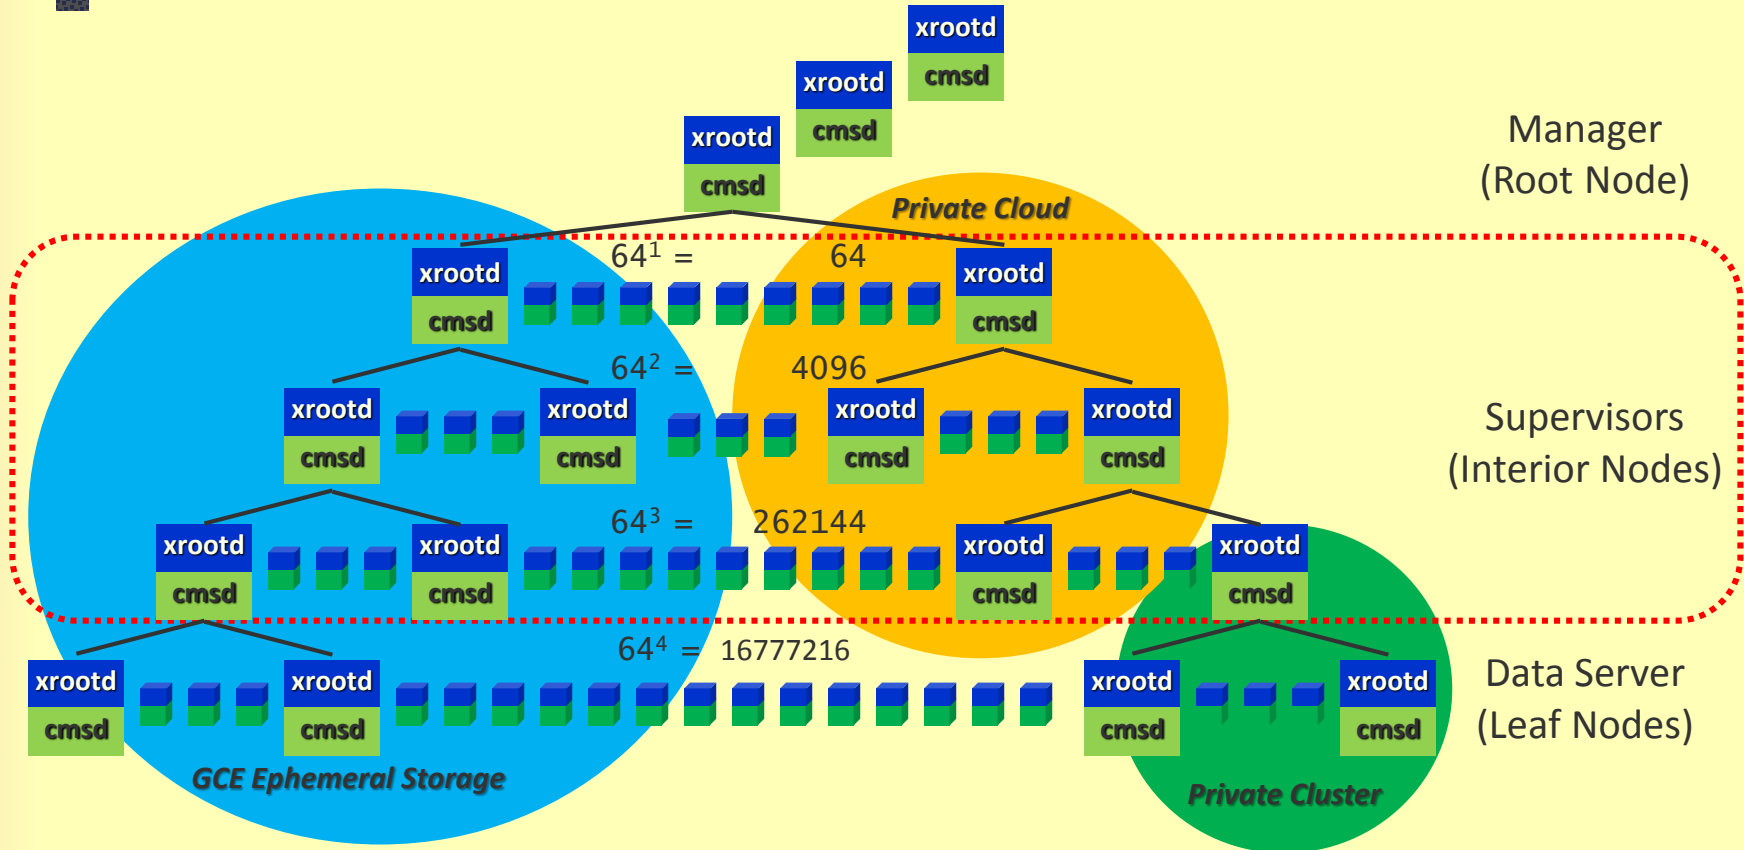 xrootd
cmsd
xrootd
cmsd
xrootd
cmsd
Manager
(Root Node)
Private Cloud
64¹ = 64
xrootd
cmsd
xrootd
cmsd
64² = 4096
xrootd
cmsd
xrootd
cmsd
xrootd
cmsd
xrootd
cmsd
Supervisors
(Interior Nodes)
64³ = 262144
xrootd
cmsd
xrootd
cmsd
xrootd
cmsd
xrootd
cmsd
64⁴ = 16777216
xrootd
cmsd
xrootd
cmsd
xrootd
cmsd
xrootd
cmsd
Data Server
(Leaf Nodes)
GCE Ephemeral Storage
Private Cluster